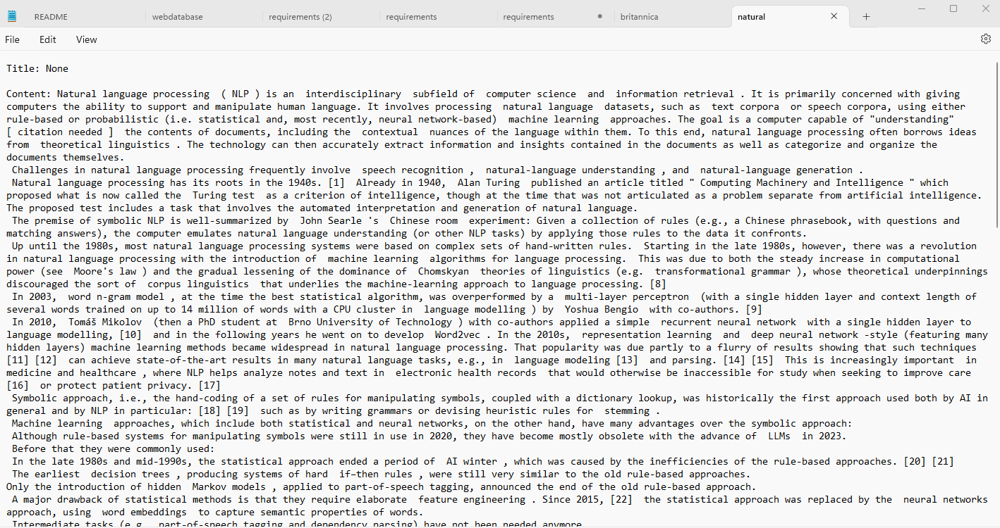 README webdatabase requirements (2) requirements requirements britannica natural
File Edit View
Title: None
Content: Natural language processing  ( NLP ) is an  interdisciplinary  subfield of  computer science  and  information retrieval . It is primarily concerned with giving
computers the ability to support and manipulate human language. It involves processing  natural language  datasets, such as  text corpora  or speech corpora, using either
rule-based or probabilistic (i.e. statistical and, most recently, neural network-based)  machine learning  approaches. The goal is a computer capable of "understanding"
[ citation needed ]  the contents of documents, including the  contextual  nuances of the language within them. To this end, natural language processing often borrows ideas
from  theoretical linguistics . The technology can then accurately extract information and insights contained in the documents as well as categorize and organize the
documents themselves.
Challenges in natural language processing frequently involve  speech recognition ,  natural-language understanding , and  natural-language generation .
Natural language processing has its roots in the 1940s. [1]  Already in 1940,  Alan Turing  published an article titled " Computing Machinery and Intelligence " which
proposed what is now called the  Turing test  as a criterion of intelligence, though at the time that was not articulated as a problem separate from artificial intelligence.
The proposed test includes a task that involves the automated interpretation and generation of natural language.
The premise of symbolic NLP is well-summarized by  John Searle 's  Chinese room  experiment: Given a collection of rules (e.g., a Chinese phrasebook, with questions and
matching answers), the computer emulates natural language understanding (or other NLP tasks) by applying those rules to the data it confronts.
Up until the 1980s, most natural language processing systems were based on complex sets of hand-written rules.  Starting in the late 1980s, however, there was a revolution
in natural language processing with the introduction of  machine learning  algorithms for language processing.  This was due to both the steady increase in computational
power (see  Moore's law ) and the gradual lessening of the dominance of  Chomskyan  theories of linguistics (e.g.  transformational grammar ), whose theoretical underpinnings
discouraged the sort of  corpus linguistics  that underlies the machine-learning approach to language processing. [8]
In 2003,  word n-gram model , at the time the best statistical algorithm, was overperformed by a  multi-layer perceptron  (with a single hidden layer and context length of
several words trained on up to 14 million of words with a CPU cluster in  language modelling ) by  Yoshua Bengio  with co-authors. [9]
In 2010,  Tomáš Mikolov  (then a PhD student at  Brno University of Technology ) with co-authors applied a simple  recurrent neural network  with a single hidden layer to
language modelling, [10]  and in the following years he went on to develop  Word2vec . In the 2010s,  representation learning  and  deep neural network -style (featuring many
hidden layers) machine learning methods became widespread in natural language processing. That popularity was due partly to a flurry of results showing that such techniques
[11] [12]  can achieve state-of-the-art results in many natural language tasks, e.g., in  language modeling [13]  and parsing. [14] [15]  This is increasingly important  in
medicine and healthcare , where NLP helps analyze notes and text in  electronic health records  that would otherwise be inaccessible for study when seeking to improve care
[16]  or protect patient privacy. [17]
Symbolic approach, i.e., the hand-coding of a set of rules for manipulating symbols, coupled with a dictionary lookup, was historically the first approach used both by AI in
general and by NLP in particular: [18] [19]  such as by writing grammars or devising heuristic rules for  stemming .
Machine learning  approaches, which include both statistical and neural networks, on the other hand, have many advantages over the symbolic approach:
Although rule-based systems for manipulating symbols were still in use in 2020, they have become mostly obsolete with the advance of  LLMs  in 2023.
Before that they were commonly used:
In the late 1980s and mid-1990s, the statistical approach ended a period of  AI winter , which was caused by the inefficiencies of the rule-based approaches. [20] [21]
The earliest  decision trees , producing systems of hard  if–then rules , were still very similar to the old rule-based approaches.
Only the introduction of hidden  Markov models , applied to part-of-speech tagging, announced the end of the old rule-based approach.
A major drawback of statistical methods is that they require elaborate  feature engineering . Since 2015, [22]  the statistical approach was replaced by the  neural networks
approach, using  word embeddings  to capture semantic properties of words.
Intermediate tasks (e.g.,  part-of-speech tagging and dependency parsing) have not been needed anymore